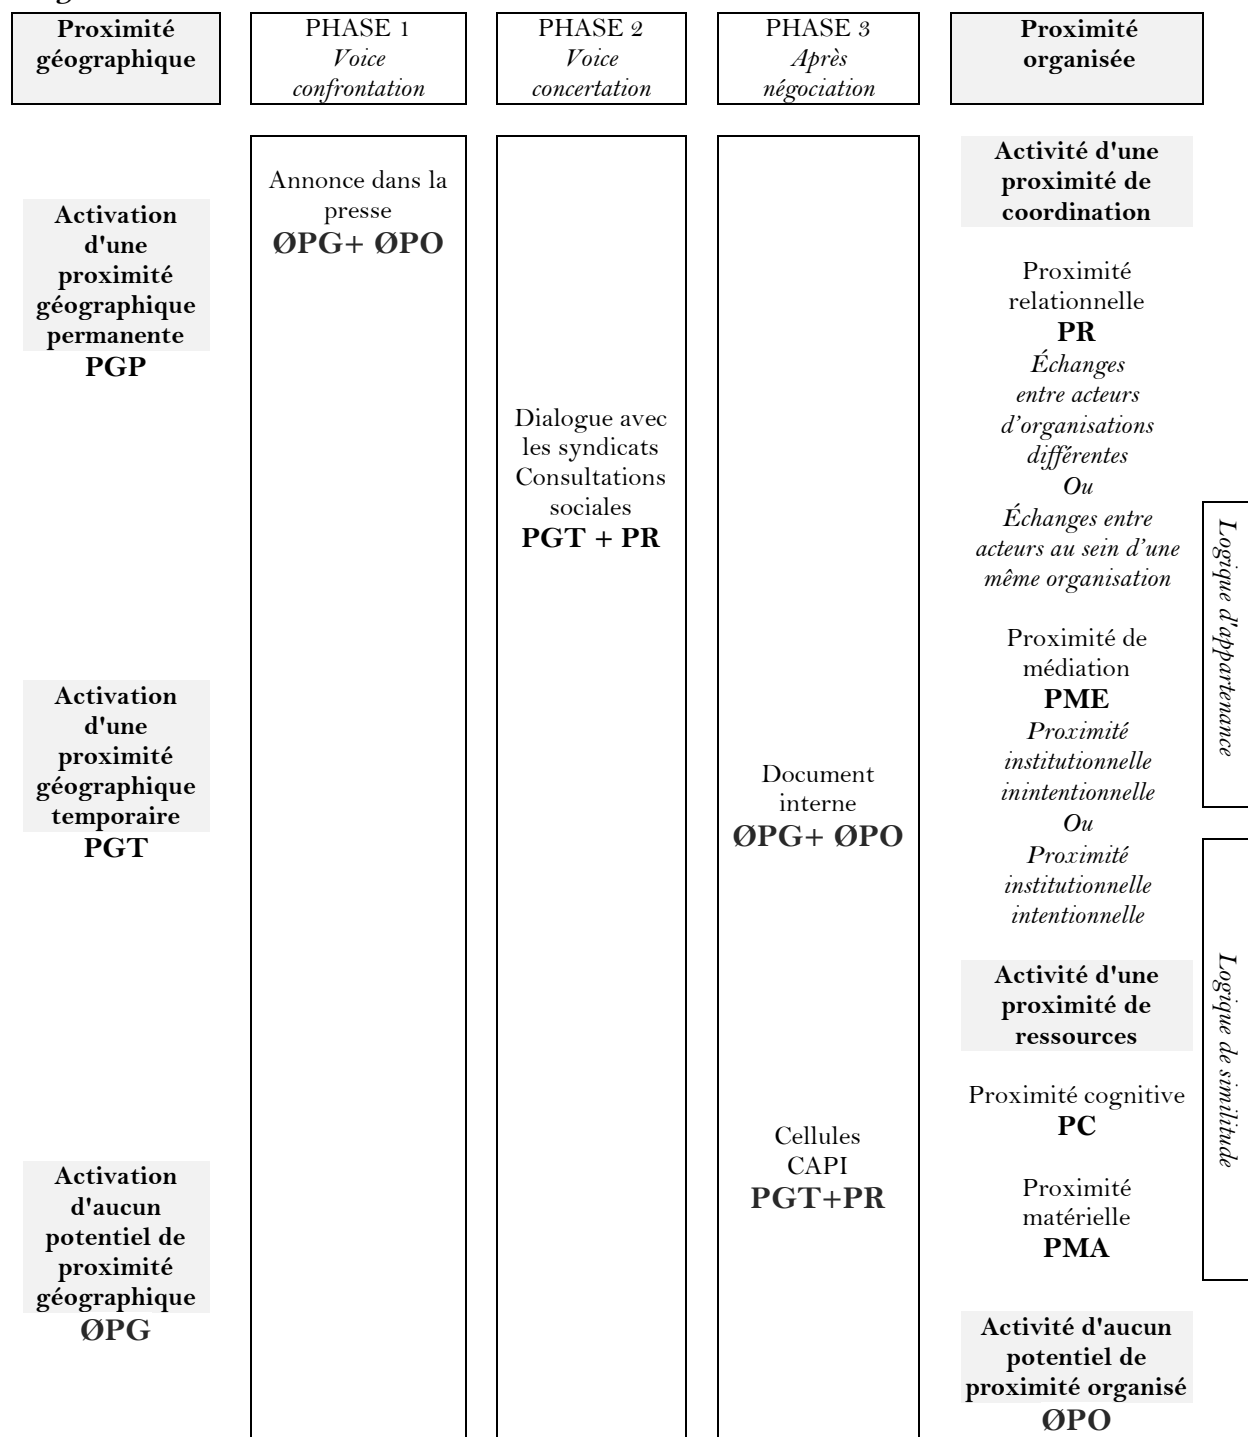 Proximité
géographique
PHASE 1
Voice
confrontation
PHASE 2
Voice
concertation
PHASE 3
Après
négociation
Proximité
organisée
Activation
d'une
proximité
géographique
permanente
PGP
Activation
d'une
proximité
géographique
temporaire
PGT
Activation
d'aucun
potentiel de
proximité
géographique
ØPG
Annonce dans la
presse
ØPG+ ØPO
Dialogue avec
les syndicats
Consultations
sociales
PGT + PR
Document
interne
ØPG+ ØPO
Cellules
CAPI
PGT+PR
Activité d'une
proximité de
coordination
Proximité
relationnelle
PR
Échanges
entre acteurs
d’organisations
différentes
Ou
Échanges entre
acteurs au sein d’une
même organisation
Proximité de
médiation
PME
Proximité
institutionnelle
inintentionnelle
Ou
Proximité
institutionnelle
intentionnelle
Activité d'une
proximité de
ressources
Proximité cognitive
PC
Proximité
matérielle
PMA
Activité d'aucun
potentiel de
proximité organisé
ØPO
Logique d'appartenance
Logique de similitude